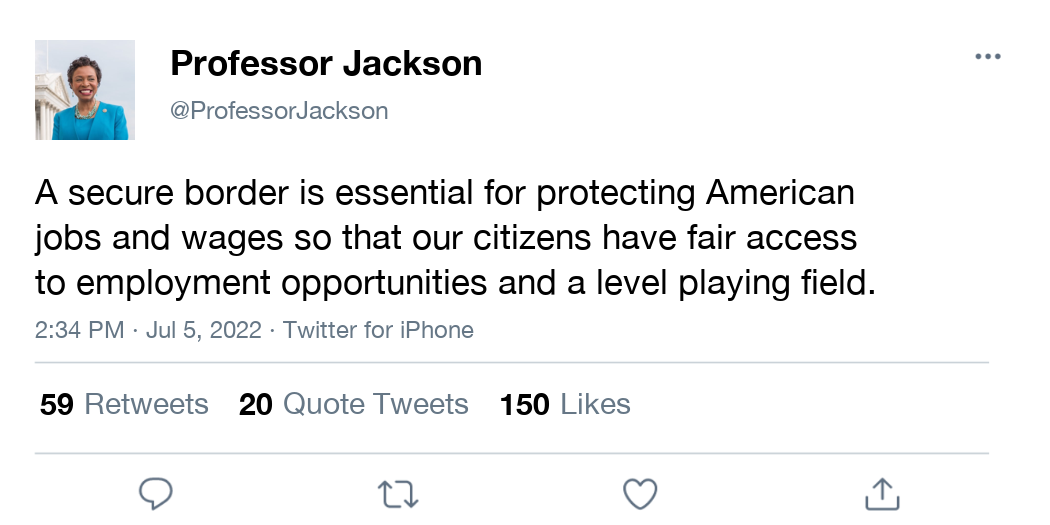 Professor Jackson
@ProfessorJackson
A secure border is essential for protecting American
jobs and wages so that our citizens have fair access
to employment opportunities and a level playing field.
2:34 PM · Jul 5, 2022 · Twitter for iPhone
59 Retweets 20 Quote Tweets 150 Likes